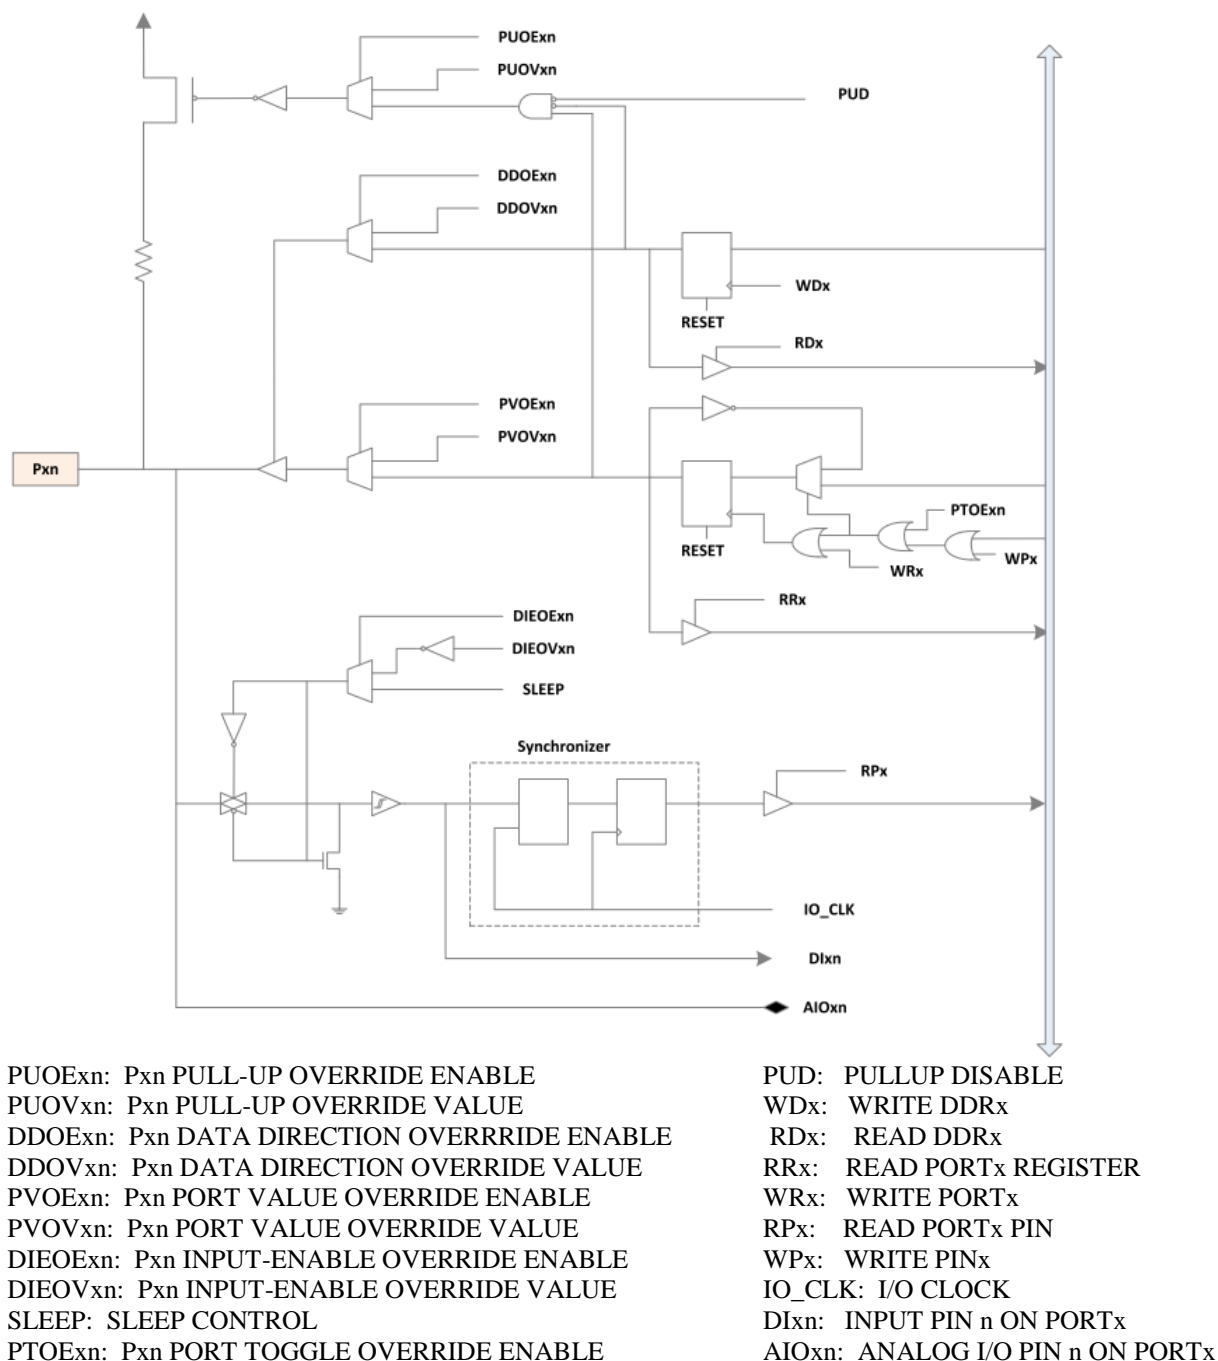 PUOExn
PUOVxn
PUD
DDOExn
DDOVxn
WDx
RESET
RDx
PVOExn
PVOVxn
Pxn
PTOExn
RESET
WRx
WPx
RRx
DIEOExn
DIEOVxn
SLEEP
Synchronizer
RPx
IO_CLK
DIxn
AIOxn
PUOExn: Pxn PULL-UP OVERRIDE ENABLE
PUOVxn: Pxn PULL-UP OVERRIDE VALUE
DDOExn: Pxn DATA DIRECTION OVERRRIDE ENABLE
DDOVxn: Pxn DATA DIRECTION OVERRIDE VALUE
PVOExn: Pxn PORT VALUE OVERRIDE ENABLE
PVOVxn: Pxn PORT VALUE OVERRIDE VALUE
DIEOExn: Pxn INPUT-ENABLE OVERRIDE ENABLE
DIEOVxn: Pxn INPUT-ENABLE OVERRIDE VALUE
SLEEP: SLEEP CONTROL
PTOExn: Pxn PORT TOGGLE OVERRIDE ENABLE
PUD: PULLUP DISABLE
WDx: WRITE DDRx
RDx: READ DDRx
RRx: READ PORTx REGISTER
WRx: WRITE PORTx
RPx: READ PORTx PIN
WPx: WRITE PINx
IO_CLK: I/O CLOCK
DIxn: INPUT PIN n ON PORTx
AIOxn: ANALOG I/O PIN n ON PORTx